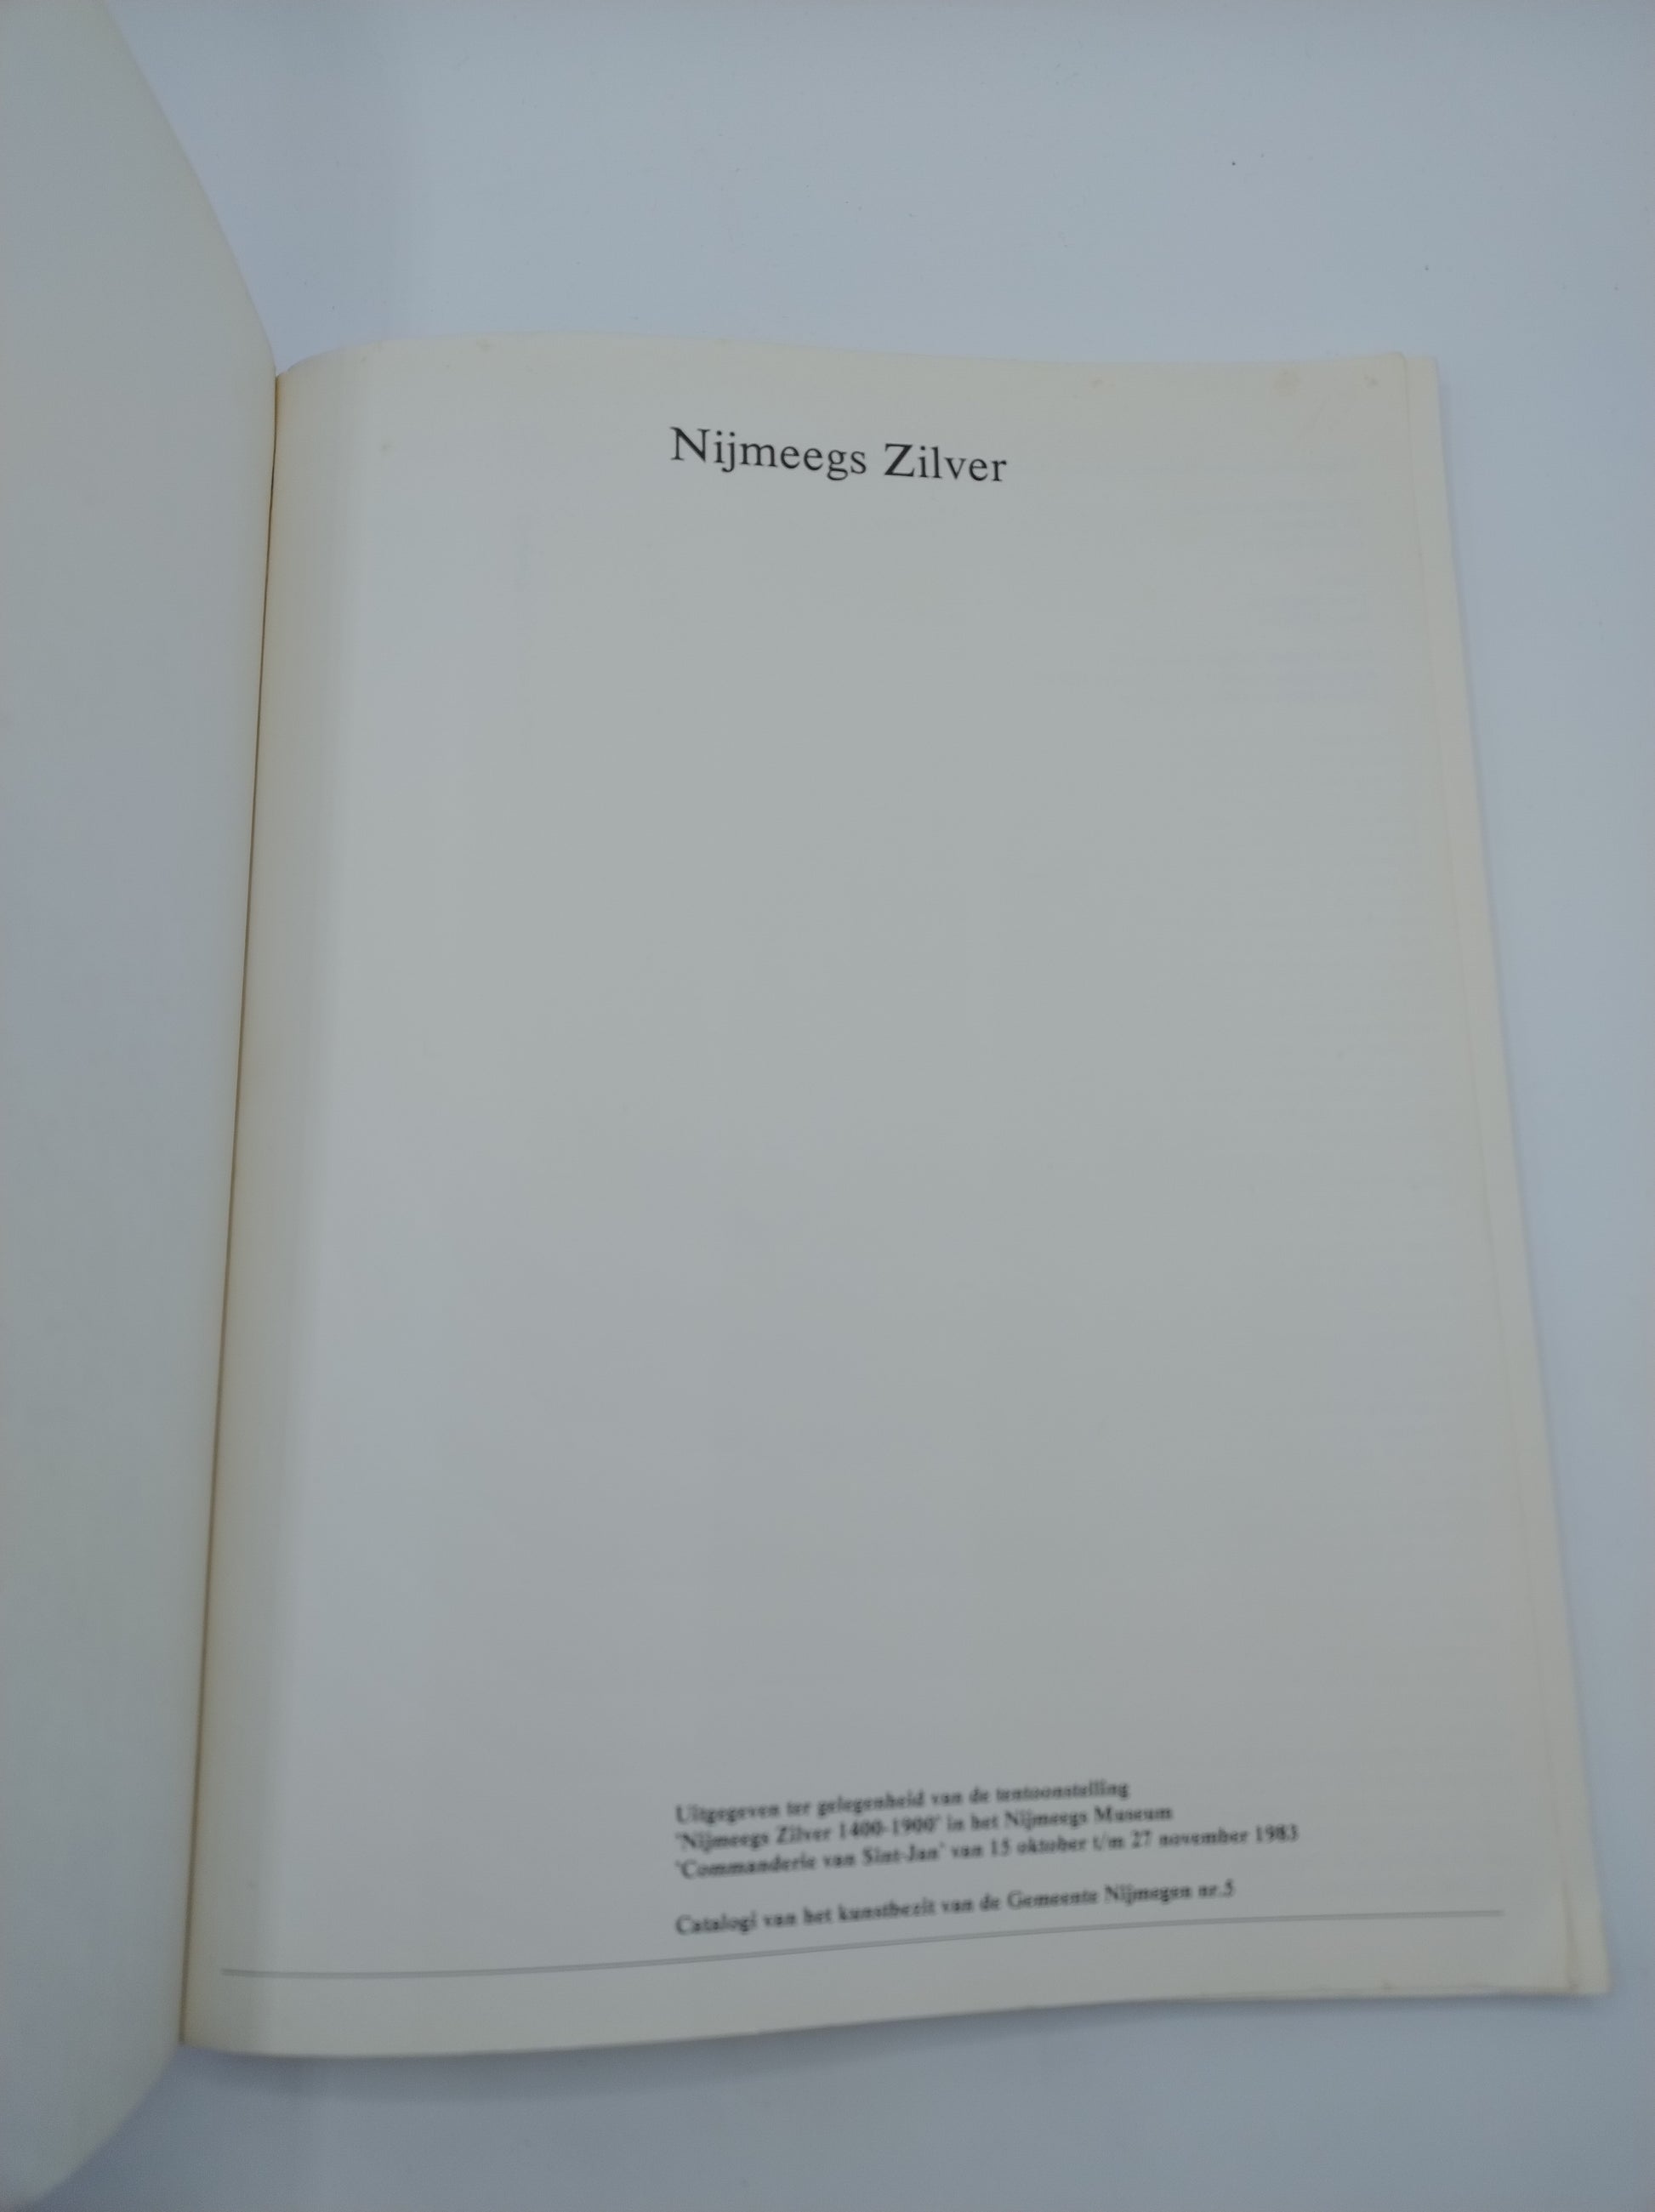 Nijmeegs Zilver
Uitgegeven ter gelegenheid van de tentoonstelling
'Nijmeegs Zilver 1400-1900' in het Nijmeegs Museum
'Commanderie van Sint-Jan' van 15 oktober t/m 27 november 1983
Catalogi van het kunstbezit van de Gemeente Nijmegen nr.5